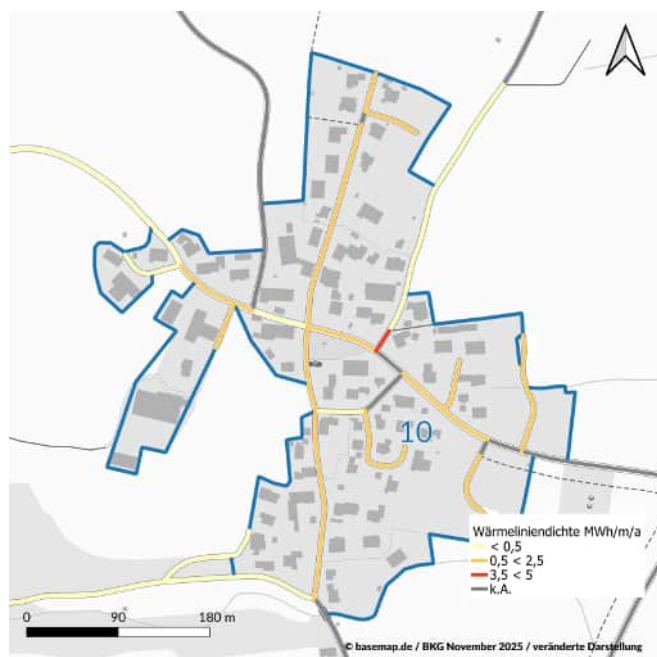 10
Wärmeliniendichte MWh/m/a
< 0,5
0,5 < 2,5
3,5 < 5
k.A.
0 90 180 m
© basemap.de / BKG November 2025 / veränderte Darstellung